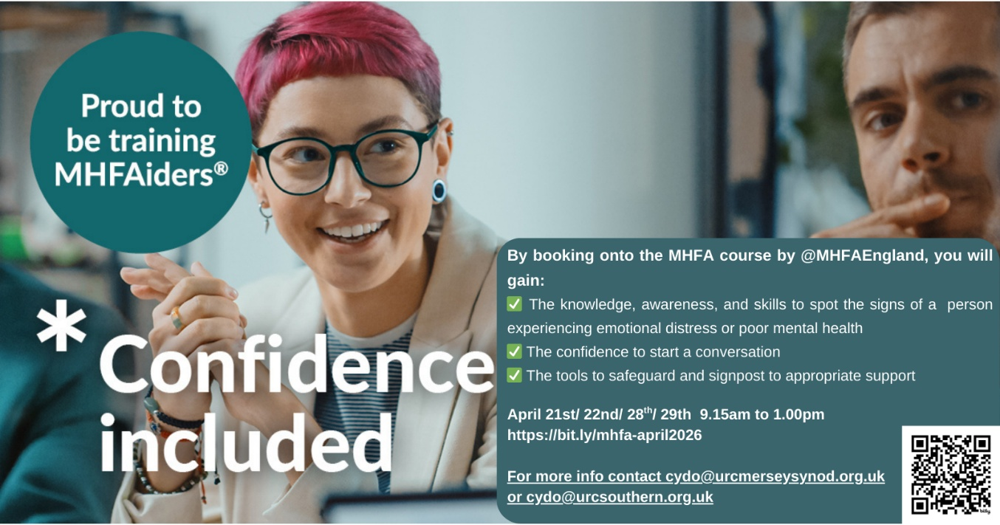 Proud to
be training
MHFAiders®
*Confidence
included
By booking onto the MHFA course by @MHFAEngland, you will
gain:
✅ The knowledge, awareness, and skills to spot the signs of a person
experiencing emotional distress or poor mental health
✅ The confidence to start a conversation
✅ The tools to safeguard and signpost to appropriate support
April 21st/ 22nd/ 28th/ 29th 9.15am to 1.00pm
https://bit.ly/mhfa-april2026
For more info contact cydo@urcmerseysynod.org.uk
or cydo@urcsouthern.org.uk
bitly